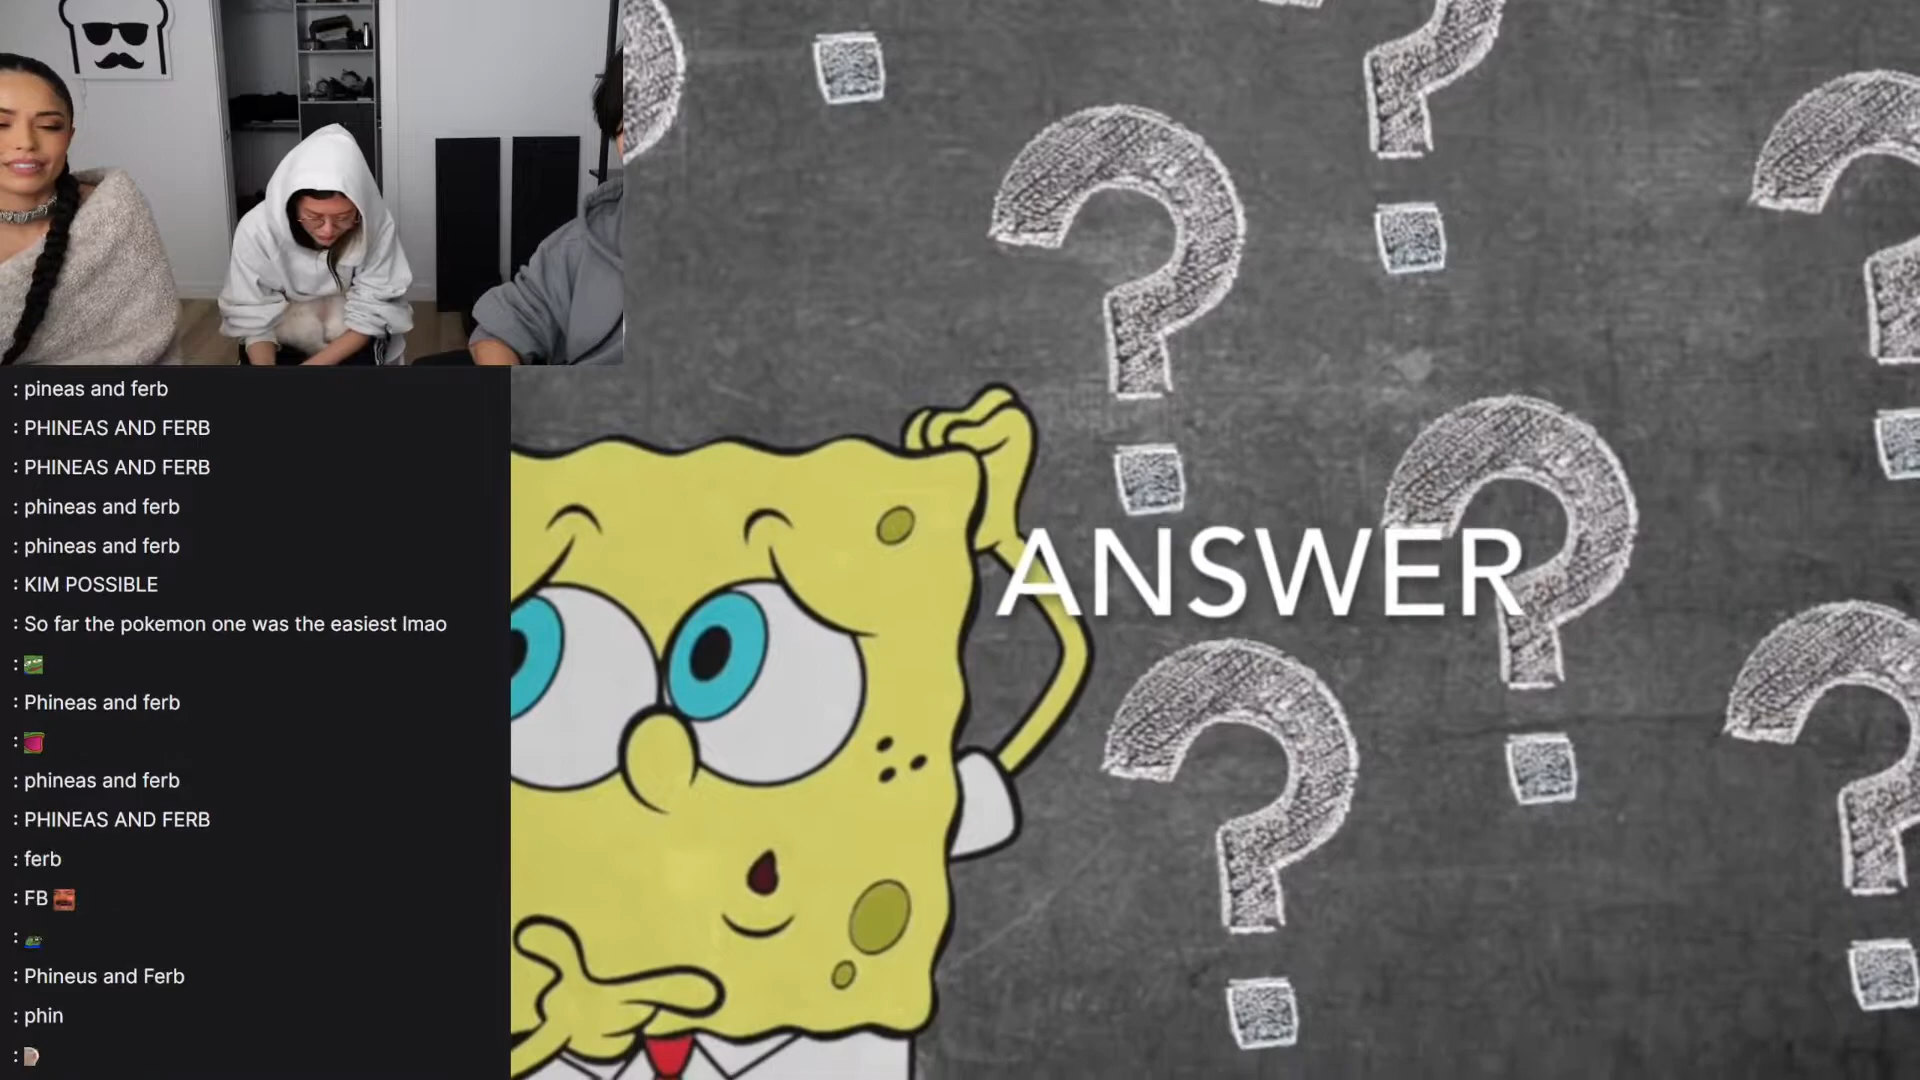 : pineas and ferb
: PHINEAS AND FERB
: PHINEAS AND FERB
: phineas and ferb
: phineas and ferb
: KIM POSSIBLE
: So far the pokemon one was the easiest lmao
:
: Phineas and ferb
:
: phineas and ferb
: PHINEAS AND FERB
: ferb
: FB
:
: Phineus and Ferb
: phin
:
ANSWER